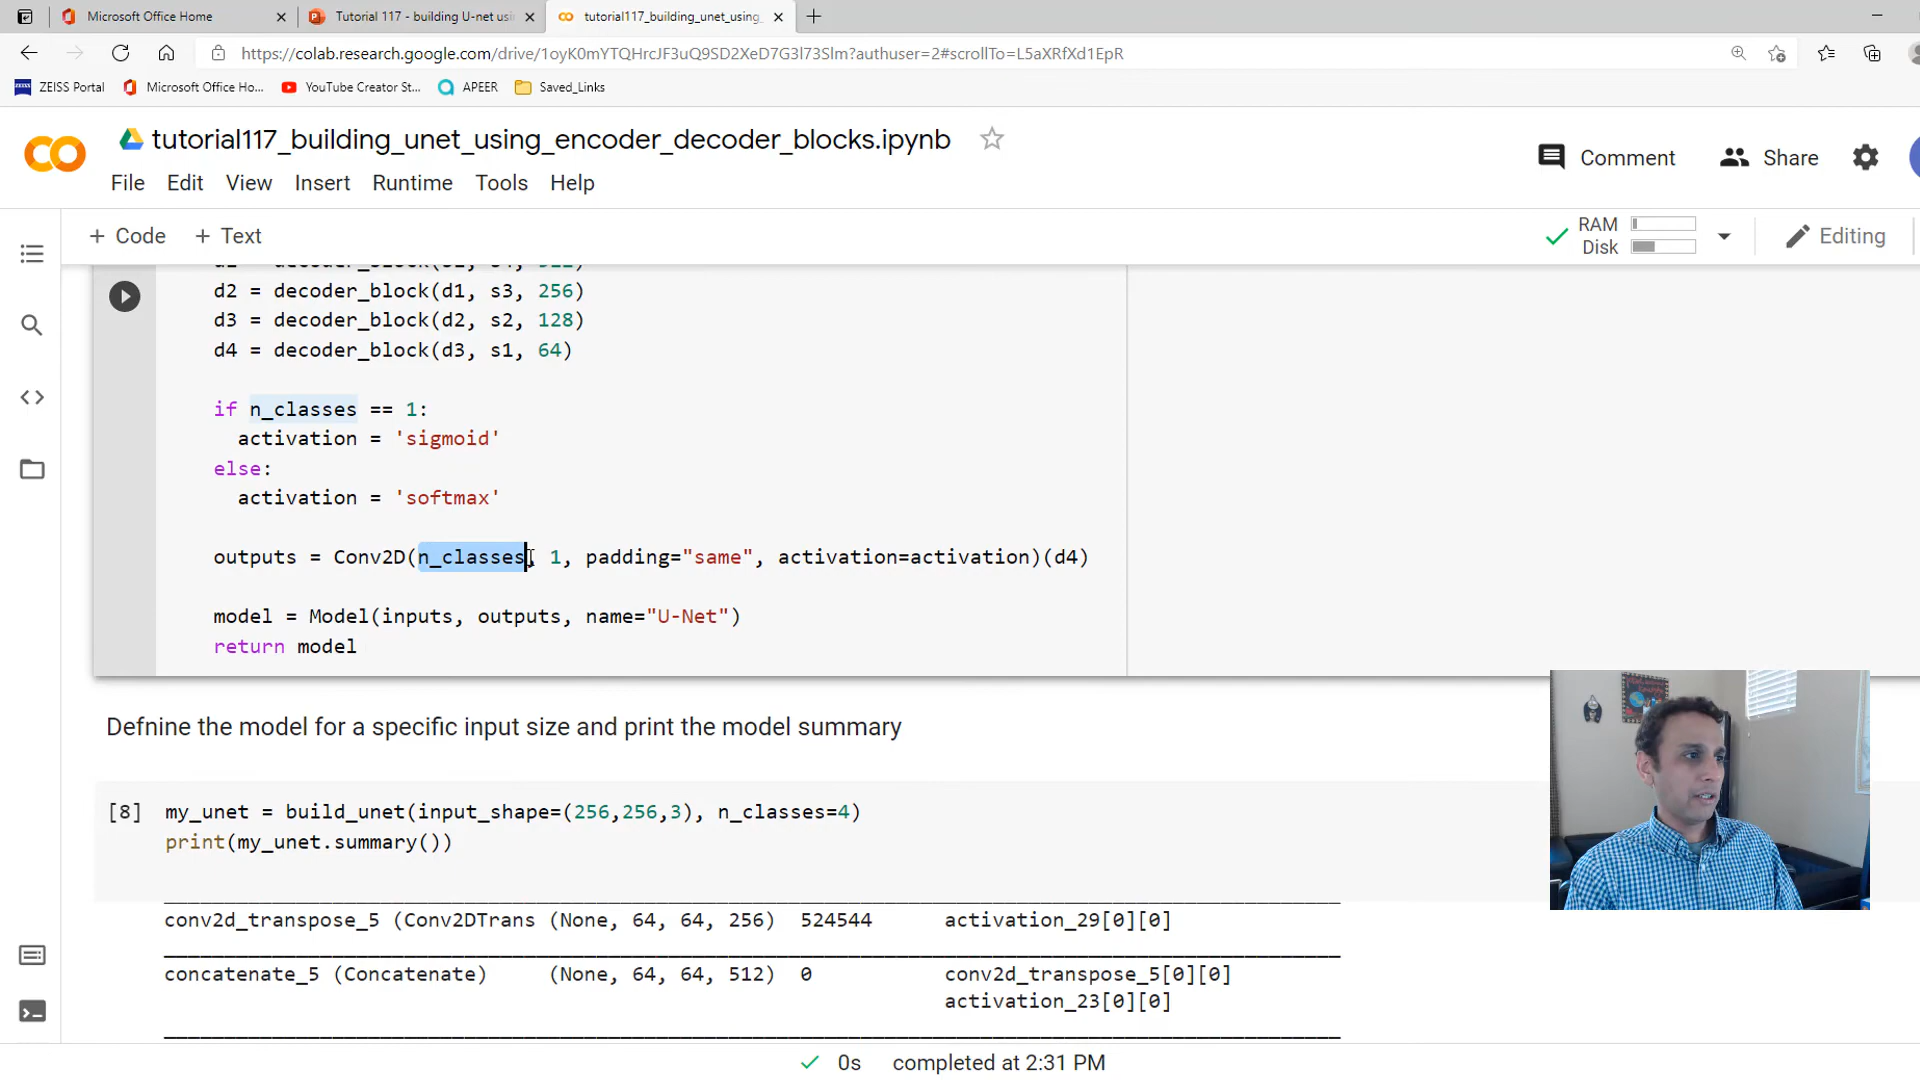 Microsoft Office Home
Tutorial 117 - building U-net usi
tutorial117_building_unet_using_
https://colab.research.google.com/drive/1oyK0mYTQHrcJF3uQ9SD2XeD7G3l73Slm?authuser=2#scrollTo=L5aXRfXd1EpR
ZEISS Portal
Microsoft Office Ho...
YouTube Creator St...
APEER
Saved_Links
tutorial117_building_unet_using_encoder_decoder_blocks.ipynb
Comment
Share
File Edit View Insert Runtime Tools Help
+ Code + Text
RAM
Disk
Editing
d2 = decoder_block(d1, s3, 256)
d3 = decoder_block(d2, s2, 128)
d4 = decoder_block(d3, s1, 64)
if n_classes == 1:
activation = 'sigmoid'
else:
activation = 'softmax'
outputs = Conv2D(n_classes, 1, padding="same", activation=activation)(d4)
model = Model(inputs, outputs, name="U-Net")
return model
Defnine the model for a specific input size and print the model summary
[8] my_unet = build_unet(input_shape=(256,256,3), n_classes=4)
print(my_unet.summary())
conv2d_transpose_5 (Conv2DTrans (None, 64, 64, 256) 524544 activation_29[0][0]
concatenate_5 (Concatenate) (None, 64, 64, 512) 0 conv2d_transpose_5[0][0]
activation_23[0][0]
0s completed at 2:31 PM